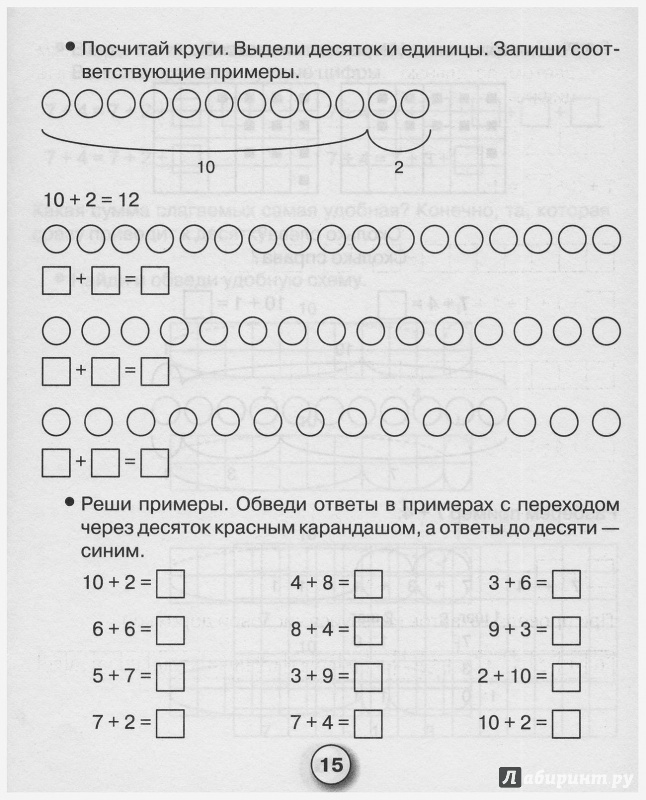 • Посчитай круги. Выдели десяток и единицы. Запиши соот-
ветствующие примеры.
10 2
10 + 2 = 12
□ + □ = □
□ + □ = □
□ + □ = □
• Реши примеры. Обведи ответы в примерах с переходом
через десяток красным карандашом, а ответы до десяти —
синим.
10 + 2 = □ 4 + 8 = □ 3 + 6 = □
6 + 6 = □ 8 + 4 = □ 9 + 3 = □
5 + 7 = □ 3 + 9 = □ 2 + 10 = □
7 + 2 = □ 7 + 4 = □ 10 + 2 = □
15
Лабиринт.ру